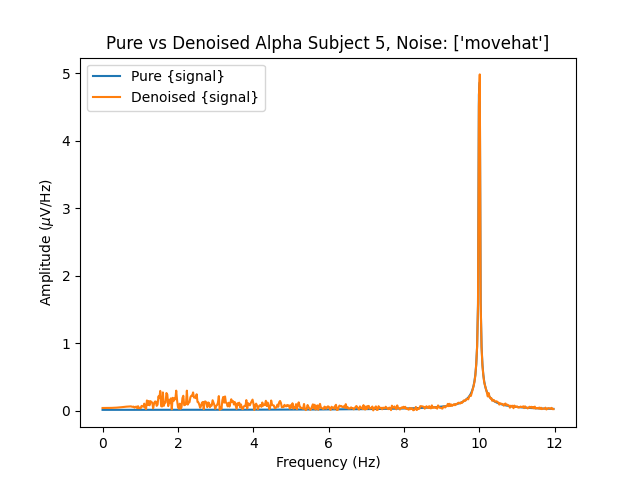 Pure vs Denoised Alpha Subject 5, Noise: ['movehat']
Pure {signal}
Denoised {signal}
5
4
3
2
1
0
Amplitude (μV/Hz)
0 2 4 6 8 10 12
Frequency (Hz)